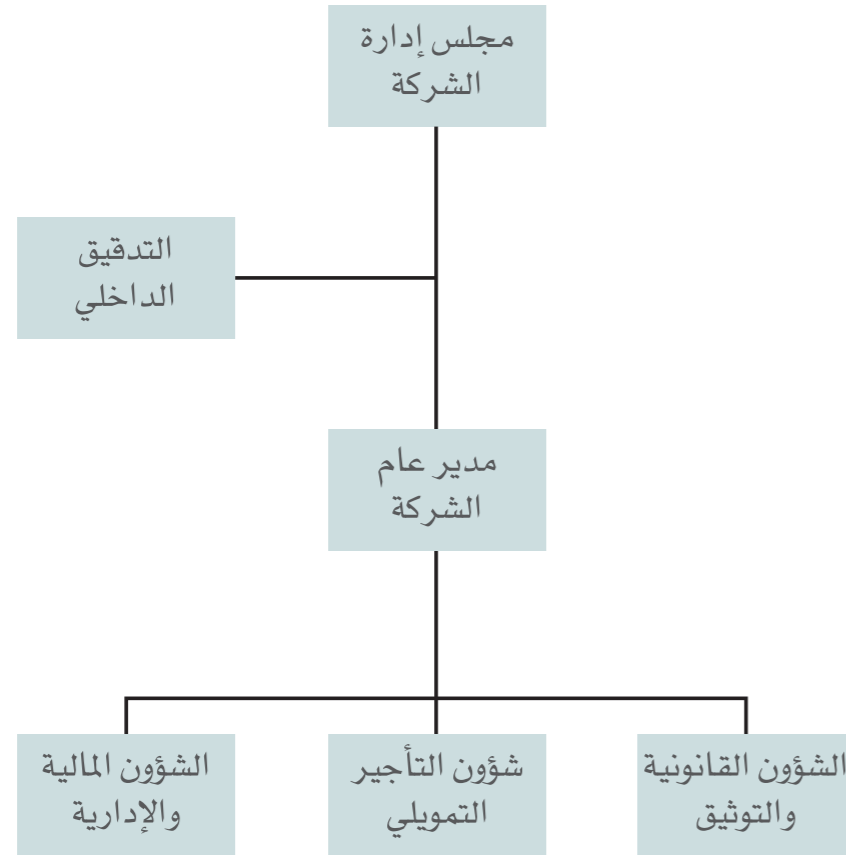 مجلس إدارة
الشركة
التدقيق
الداخلي
مدير عام
الشركة
الشؤون القانونية
والتوثيق
شؤون التأجير
التمويلي
الشؤون المالية
والإدارية